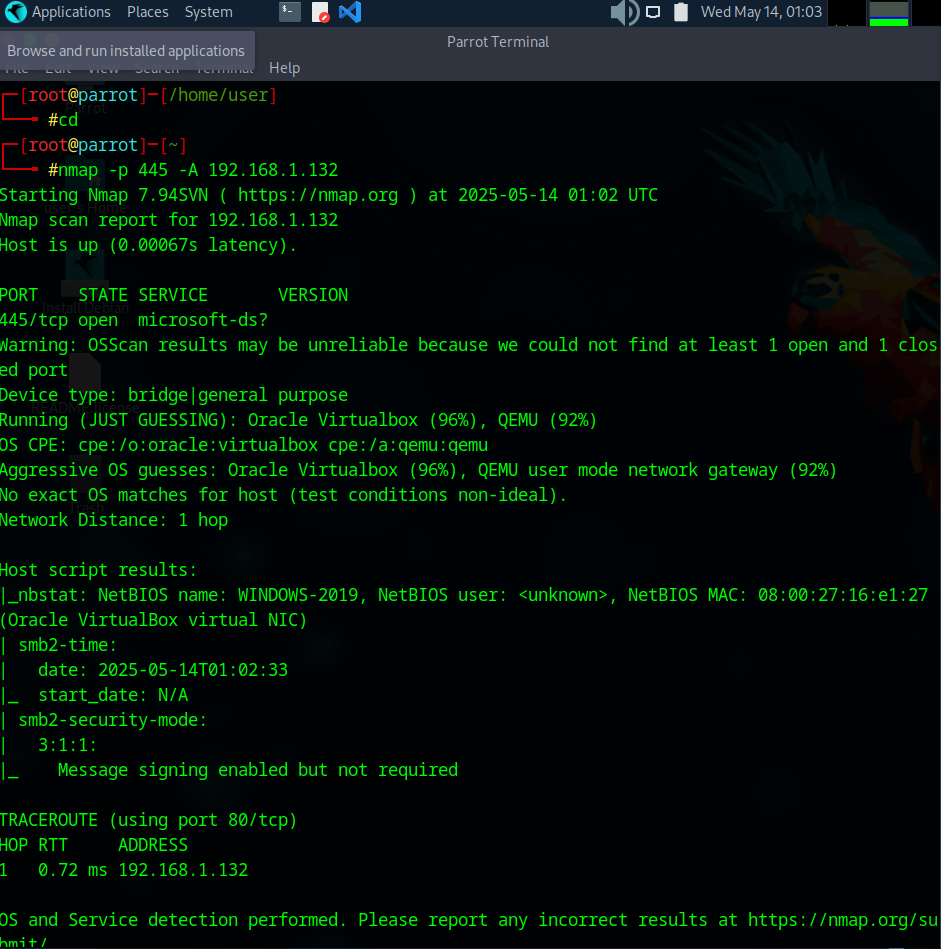 Applications Places System Wed May 14, 01:03
Parrot Terminal
Browse and run installed applications
File Edit View Search Terminal Help
[root@parrot]─[/home/user]
#cd
[root@parrot]─[~]
#nmap -p 445 -A 192.168.1.132
Starting Nmap 7.94SVN ( https://nmap.org ) at 2025-05-14 01:02 UTC
Nmap scan report for 192.168.1.132
Host is up (0.00067s latency).
PORT    STATE SERVICE       VERSION
445/tcp open  microsoft-ds?
Warning: OSScan results may be unreliable because we could not find at least 1 open and 1 clos
ed port
Device type: bridge|general purpose
Running (JUST GUESSING): Oracle Virtualbox (96%), QEMU (92%)
OS CPE: cpe:/o:oracle:virtualbox cpe:/a:qemu:qemu
Aggressive OS guesses: Oracle Virtualbox (96%), QEMU user mode network gateway (92%)
No exact OS matches for host (test conditions non-ideal).
Network Distance: 1 hop
Host script results:
|_nbstat: NetBIOS name: WINDOWS-2019, NetBIOS user: <unknown>, NetBIOS MAC: 08:00:27:16:e1:27
(Oracle VirtualBox virtual NIC)
| smb2-time:
|   date: 2025-05-14T01:02:33
|_  start_date: N/A
| smb2-security-mode:
|   3:1:1:
|_    Message signing enabled but not required
TRACEROUTE (using port 80/tcp)
HOP RTT     ADDRESS
1   0.72 ms 192.168.1.132
OS and Service detection performed. Please report any incorrect results at https://nmap.org/su
bmit/
Parrot
Install Debian
Trash